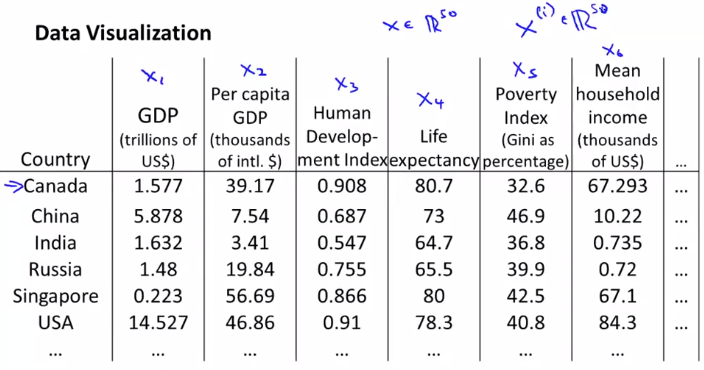 Data Visualization
x ∈ ℝ⁵⁰
x⁽ⁱ⁾ ∈ ℝ⁵⁰
X₁ X₂ X₃ X₄ X₅ X₆
Country
GDP
(trillions of
US$)
Per capita
GDP
(thousands
of intl. $)
Human
Develop-
ment Index
Life
expectancy
Poverty
Index
(Gini as
percentage)
Mean
household
income
(thousands
of US$)
...
→Canada 1.577 39.17 0.908 80.7 32.6 67.293 ...
China 5.878 7.54 0.687 73 46.9 10.22 ...
India 1.632 3.41 0.547 64.7 36.8 0.735 ...
Russia 1.48 19.84 0.755 65.5 39.9 0.72 ...
Singapore 0.223 56.69 0.866 80 42.5 67.1 ...
USA 14.527 46.86 0.91 78.3 40.8 84.3 ...
... ... ... ... ... ... ...